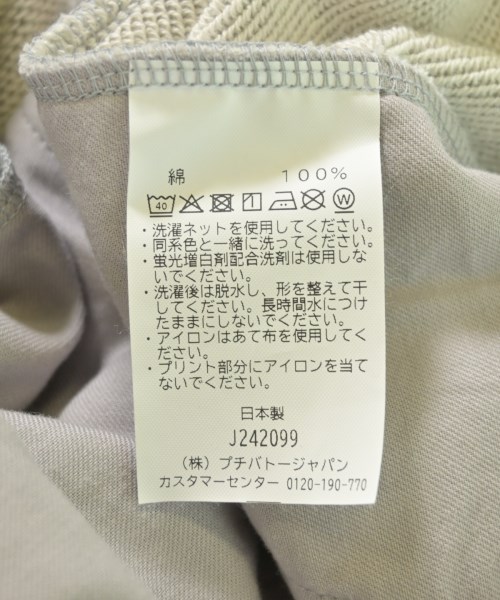 綿 100%
40 W
・洗濯ネットを使用してください。
・同系色と一緒に洗ってください。
・蛍光増白剤配合洗剤は使用しな
いでください。
・洗濯後は脱水し、形を整えて干
してください。長時間水につけ
たままにしないでください。
・アイロンはあて布を使用してく
ださい。
・プリント部分にアイロンを当て
ないでください。
日本製
J242099
(株) プチバトージャパン
カスタマーセンター 0120-190-770